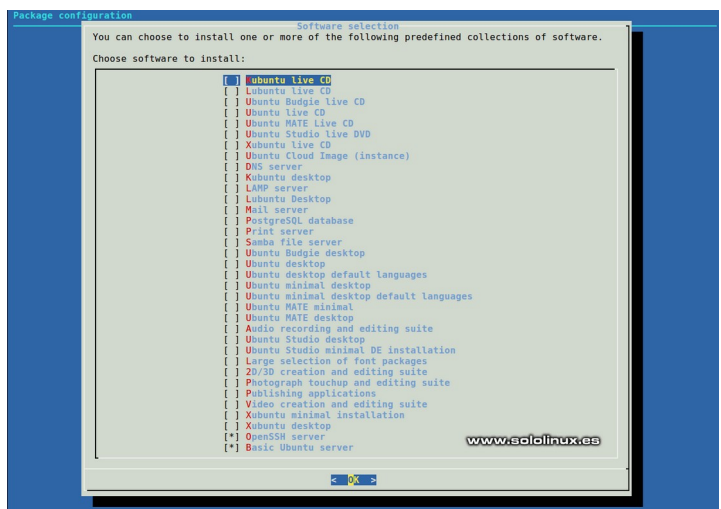 Package configuration
Software selection
You can choose to install one or more of the following predefined collections of software.
Choose software to install:
[ ] Kubuntu live CD
[ ] Lubuntu live CD
[ ] Ubuntu Budgie live CD
[ ] Ubuntu live CD
[ ] Ubuntu MATE Live CD
[ ] Ubuntu Studio live DVD
[ ] Xubuntu live CD
[ ] Ubuntu Cloud Image (instance)
[ ] DNS server
[ ] Kubuntu desktop
[ ] LAMP server
[ ] Lubuntu Desktop
[ ] Mail server
[ ] PostgreSQL database
[ ] Print server
[ ] Samba file server
[ ] Ubuntu Budgie desktop
[ ] Ubuntu desktop
[ ] Ubuntu desktop default languages
[ ] Ubuntu minimal desktop
[ ] Ubuntu minimal desktop default languages
[ ] Ubuntu MATE minimal
[ ] Ubuntu MATE desktop
[ ] Audio recording and editing suite
[ ] Ubuntu Studio desktop
[ ] Ubuntu Studio minimal DE installation
[ ] Large selection of font packages
[ ] 2D/3D creation and editing suite
[ ] Photograph touchup and editing suite
[ ] Publishing applications
[ ] Video creation and editing suite
[ ] Xubuntu minimal installation
[ ] Xubuntu desktop
[*] OpenSSH server
[*] Basic Ubuntu server
www.sololinux.es
< OK >